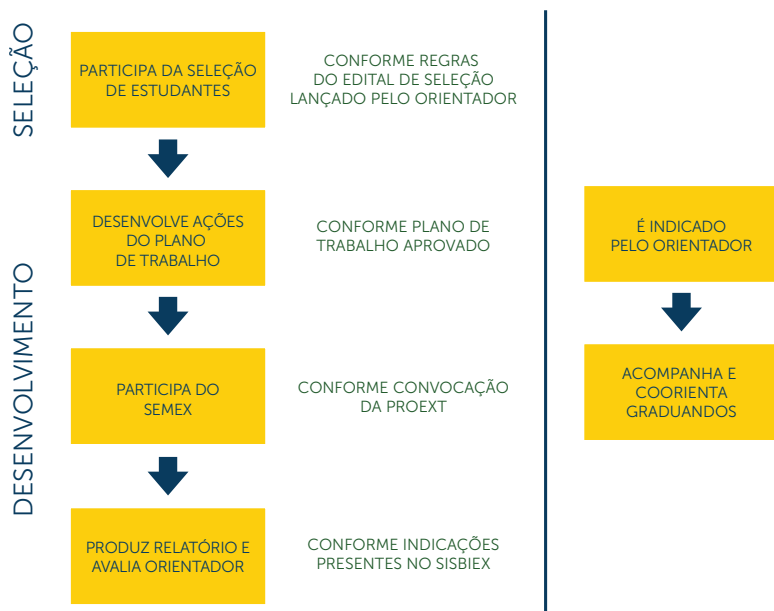 SELEÇÃO
PARTICIPA DA SELEÇÃO
DE ESTUDANTES
CONFORME REGRAS
DO EDITAL DE SELEÇÃO
LANÇADO PELO ORIENTADOR
DESENVOLVIMENTO
DESENVOLVE AÇÕES
DO PLANO
DE TRABALHO
CONFORME PLANO DE
TRABALHO APROVADO
PARTICIPA DO
SEMEX
CONFORME CONVOCAÇÃO
DA PROEXT
PRODUZ RELATÓRIO E
AVALIA ORIENTADOR
CONFORME INDICAÇÕES
PRESENTES NO SISBIEX
É INDICADO
PELO ORIENTADOR
ACOMPANHA E
COORIENTA
GRADUANDOS